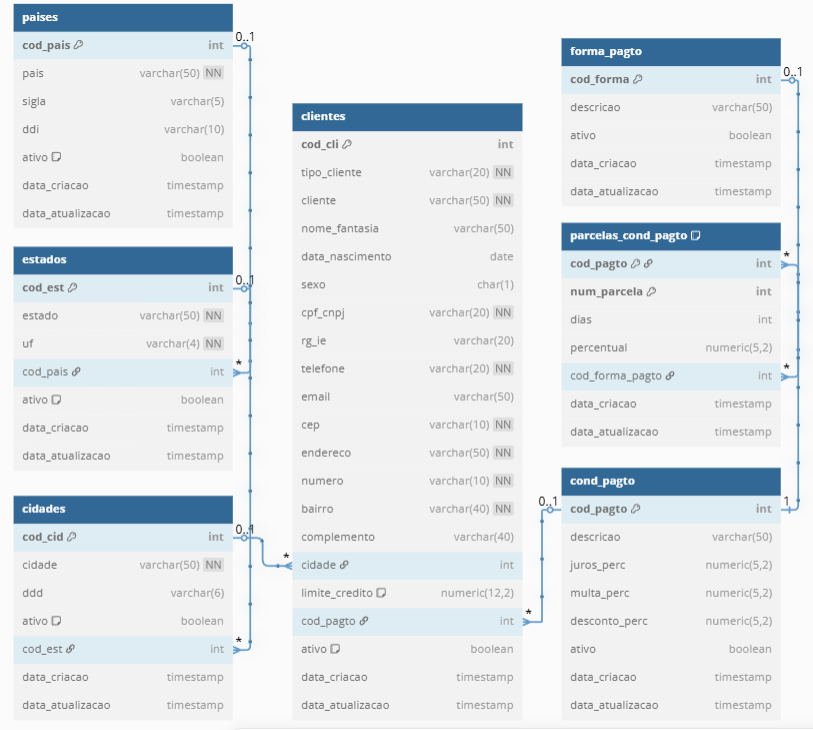 paises
cod_pais int
pais varchar(50) NN
sigla varchar(5)
ddi varchar(10)
ativo boolean
data_criacao timestamp
data_atualizacao timestamp
0..1
estados
cod_est int
estado varchar(50) NN
uf varchar(4) NN
cod_pais int
ativo boolean
data_criacao timestamp
data_atualizacao timestamp
0..1
*
cidades
cod_cid int
cidade varchar(50) NN
ddd varchar(6)
ativo boolean
cod_est int
data_criacao timestamp
data_atualizacao timestamp
0..1
*
clientes
cod_cli int
tipo_cliente varchar(20) NN
cliente varchar(50) NN
nome_fantasia varchar(50)
data_nascimento date
sexo char(1)
cpf_cnpj varchar(20) NN
rg_ie varchar(20)
telefone varchar(20) NN
email varchar(50)
cep varchar(10) NN
endereco varchar(50) NN
numero varchar(10) NN
bairro varchar(40) NN
complemento varchar(40)
* cidade int
limite_credito numeric(12,2)
cod_pagto int *
ativo boolean
data_criacao timestamp
data_atualizacao timestamp
forma_pagto
cod_forma int
descricao varchar(50)
ativo boolean
data_criacao timestamp
data_atualizacao timestamp
0..1
parcelas_cond_pagto
cod_pagto int *
num_parcela int
dias int
percentual numeric(5,2)
cod_forma_pagto int *
data_criacao timestamp
data_atualizacao timestamp
cond_pagto
0..1 cod_pagto int 1
descricao varchar(50)
juros_perc numeric(5,2)
multa_perc numeric(5,2)
desconto_perc numeric(5,2)
ativo boolean
data_criacao timestamp
data_atualizacao timestamp